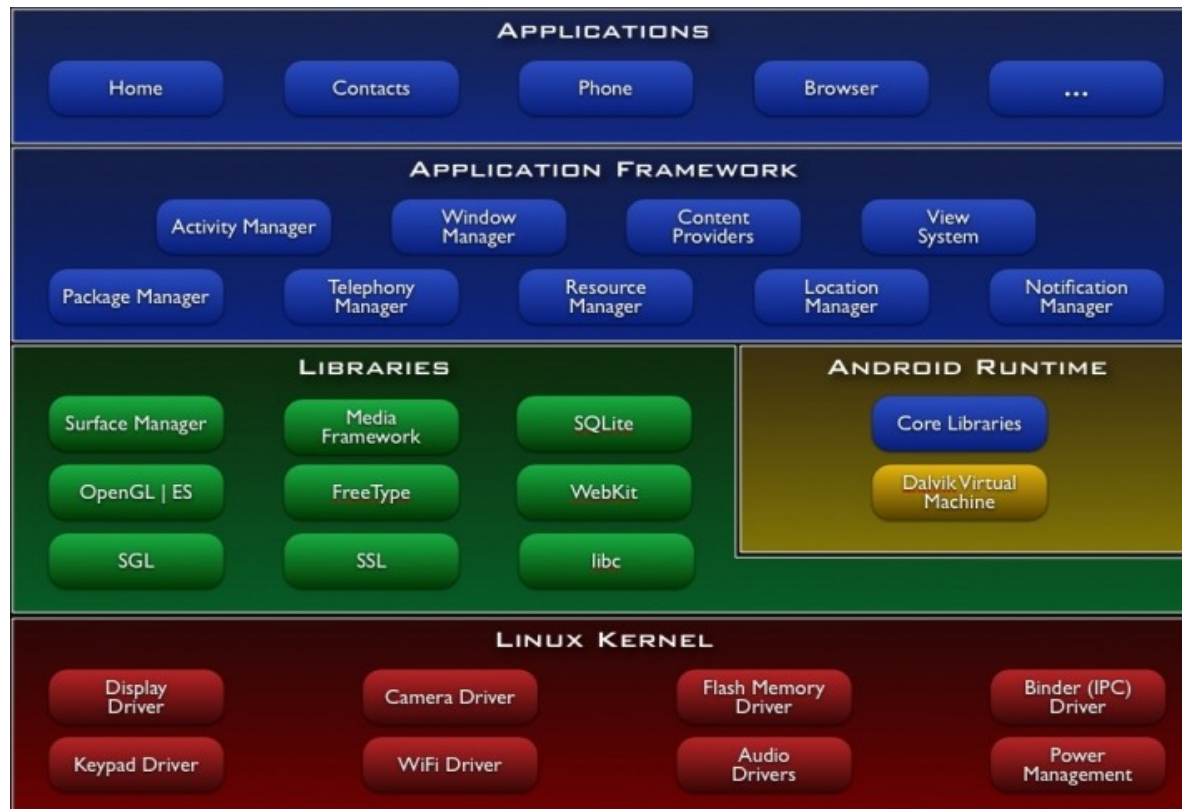 APPLICATIONS
Home
Contacts
Phone
Browser
...
APPLICATION FRAMEWORK
Activity Manager
Window
Manager
Content
Providers
View
System
Package Manager
Telephony
Manager
Resource
Manager
Location
Manager
Notification
Manager
LIBRARIES
Surface Manager
Media
Framework
SQLite
OpenGL | ES
FreeType
WebKit
SGL
SSL
libc
ANDROID RUNTIME
Core Libraries
Dalvik Virtual
Machine
LINUX KERNEL
Display
Driver
Camera Driver
Flash Memory
Driver
Binder (IPC)
Driver
Keypad Driver
WiFi Driver
Audio
Drivers
Power
Management